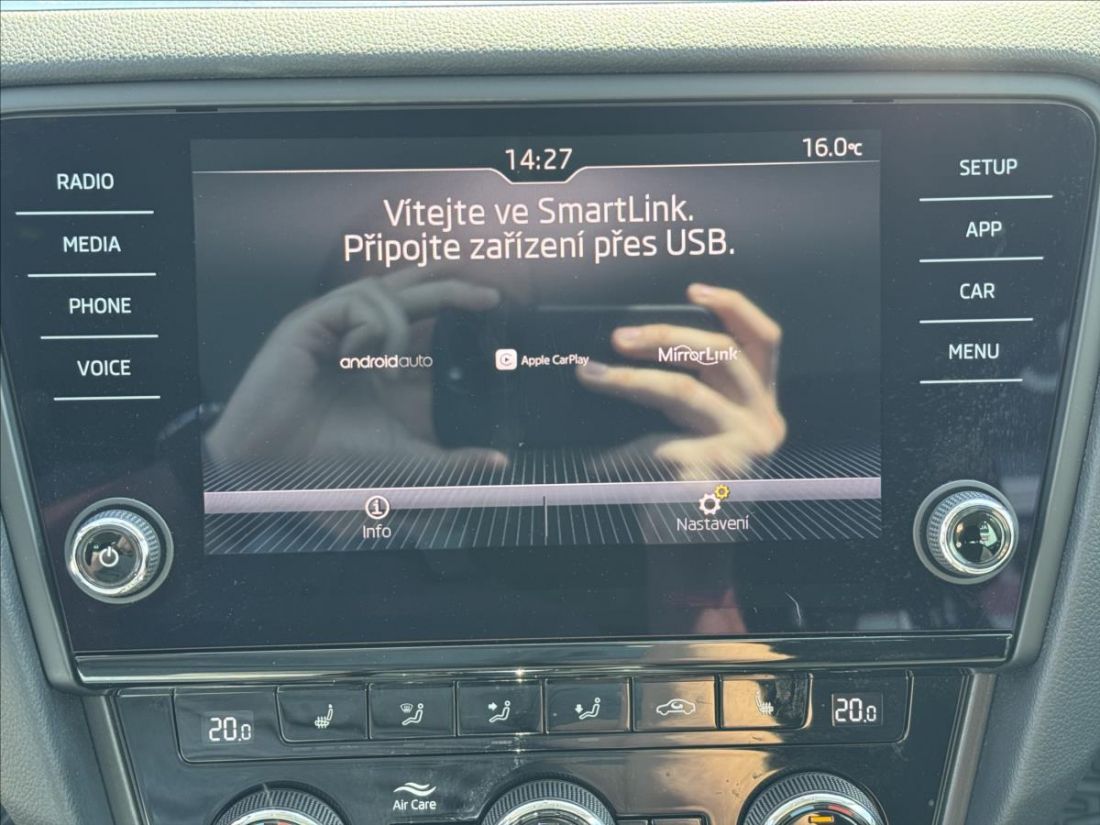 14:27
16.0°C
RADIO
MEDIA
PHONE
VOICE
Vítejte ve SmartLink.
Připojte zařízení přes USB.
androidauto
Apple CarPlay
MirrorLink
Info
Nastavení
SETUP
APP
CAR
MENU
20.0
20.0
Air Care